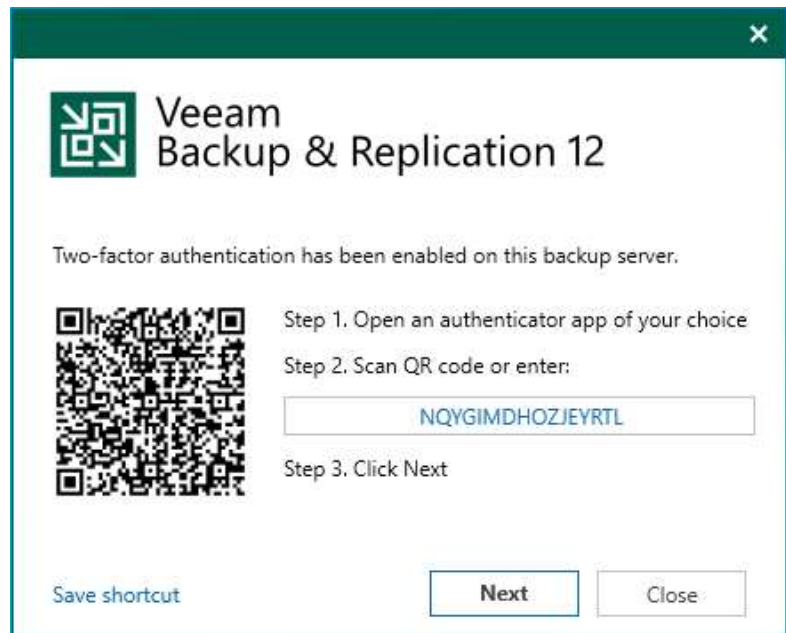 Veeam
Backup & Replication 12
Two-factor authentication has been enabled on this backup server.
Step 1. Open an authenticator app of your choice
Step 2. Scan QR code or enter:
NQYGIMDHOZJEYRTL
Step 3. Click Next
Save shortcut
Next
Close